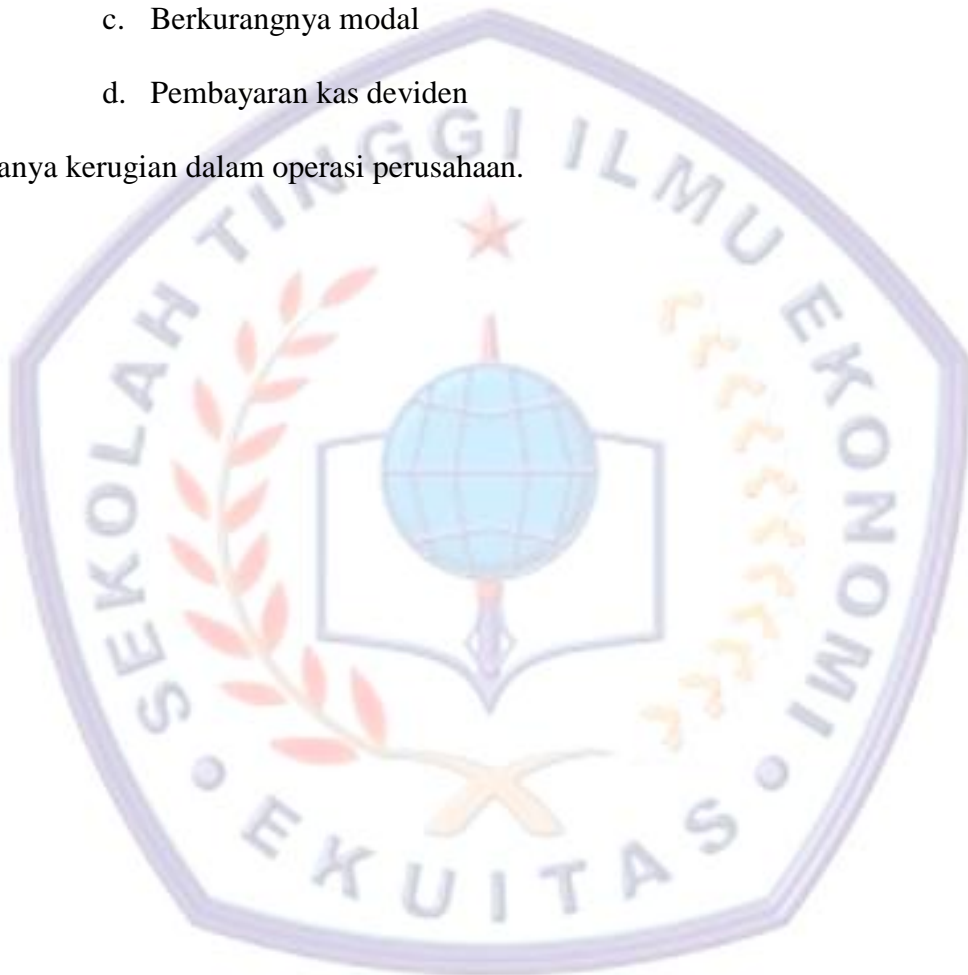 c. Berkurangnya modal
d. Pembayaran kas deviden
anya kerugian dalam operasi perusahaan.
SEKOLAH TINGGI ILMU EKONOMI
• EKUITAS •